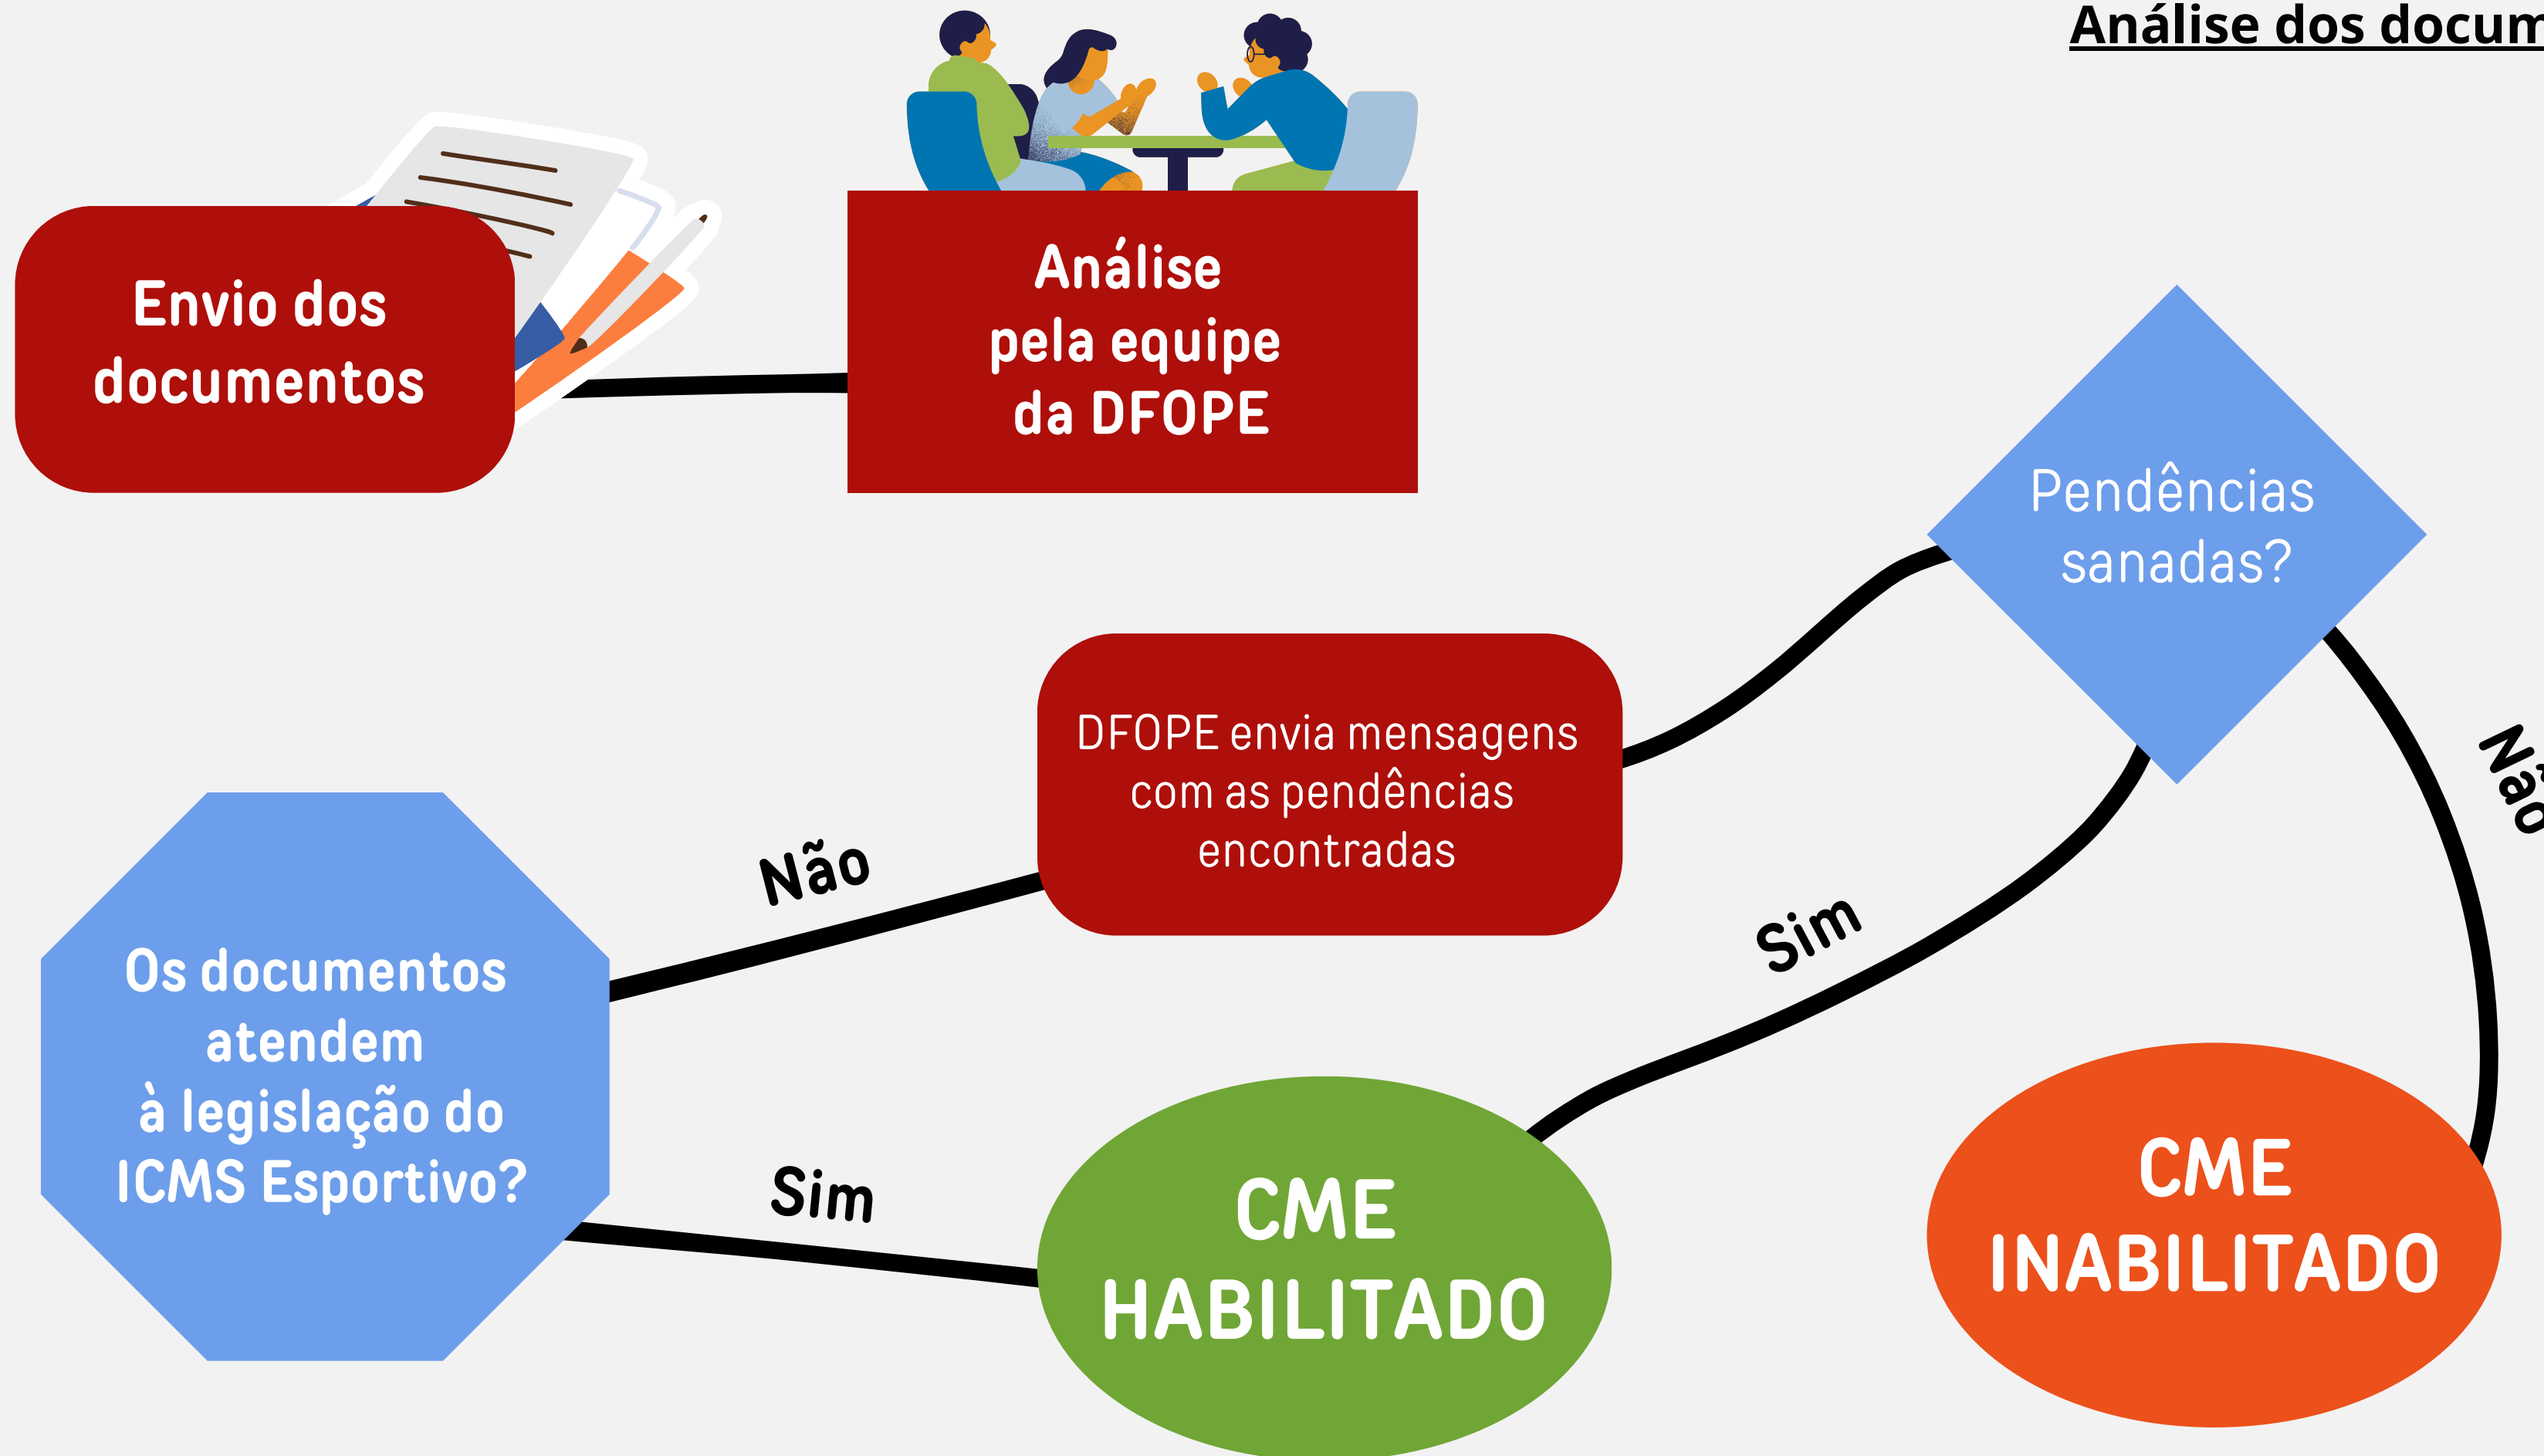 Análise dos docum
Envio dos
documentos
Análise
pela equipe
da DFOPE
Pendências
sanadas?
DFOPE envia mensagens
com as pendências
encontradas
Não
Não
Os documentos
atendem
à legislação do
ICMS Esportivo?
Sim
Sim
CME
HABILITADO
CME
INABILITADO